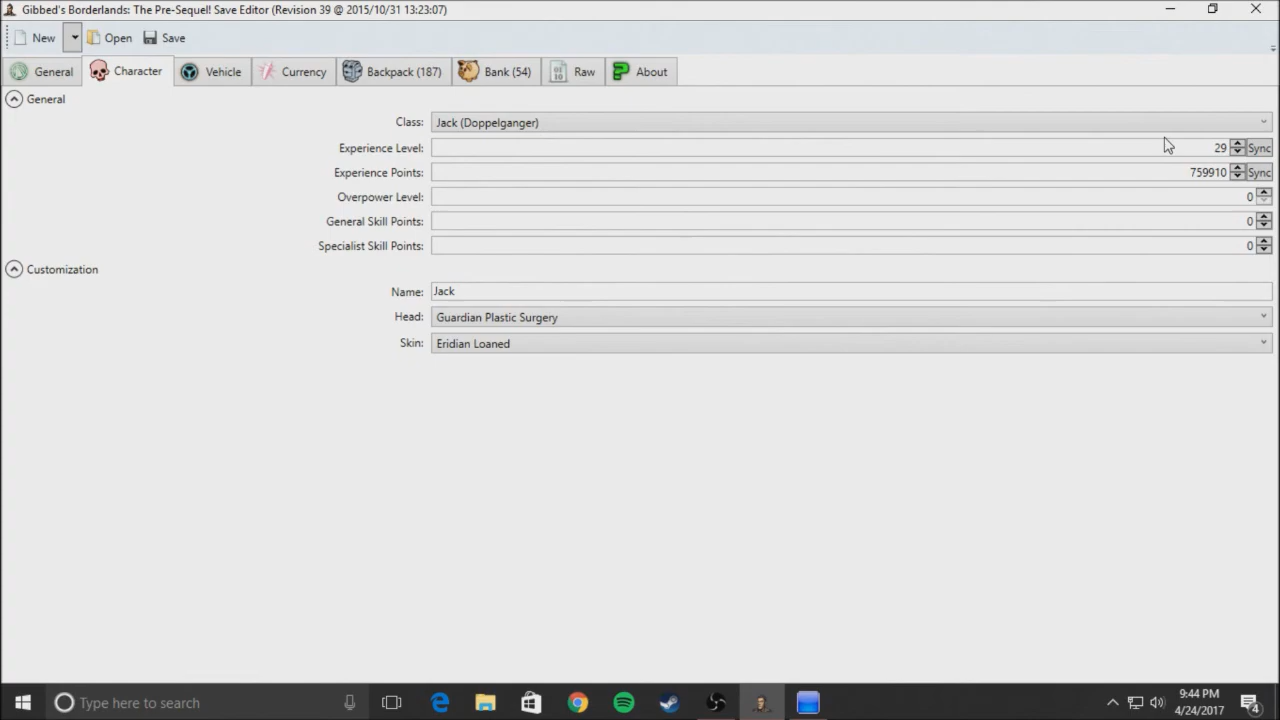 Gibbed's Borderlands: The Pre-Sequel! Save Editor (Revision 39 @ 2015/10/31 13:23:07)
New Open Save
General Character Vehicle Currency Backpack (187) Bank (54) Raw About
General
Class: Jack (Doppelganger)
Experience Level: 29 Sync
Experience Points: 759910 Sync
Overpower Level: 0
General Skill Points: 0
Specialist Skill Points: 0
Customization
Name: Jack
Head: Guardian Plastic Surgery
Skin: Eridian Loaned
Type here to search
9:44 PM
4/24/2017
4